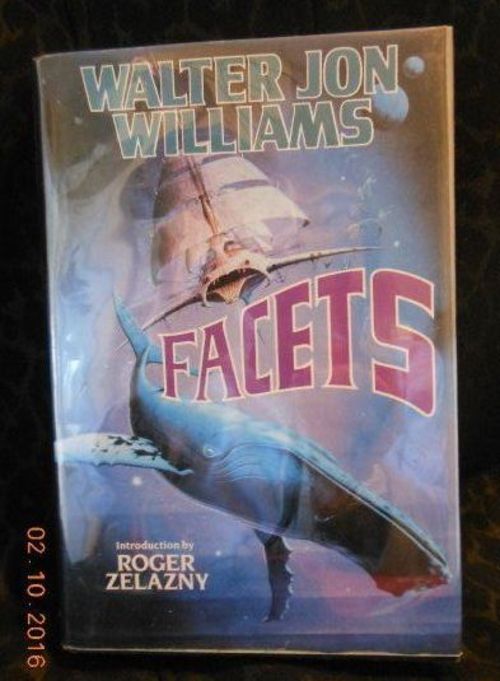 WALTER JON
WILLIAMS
FACETS
Introduction by
ROGER
ZELAZNY
02.10.2016